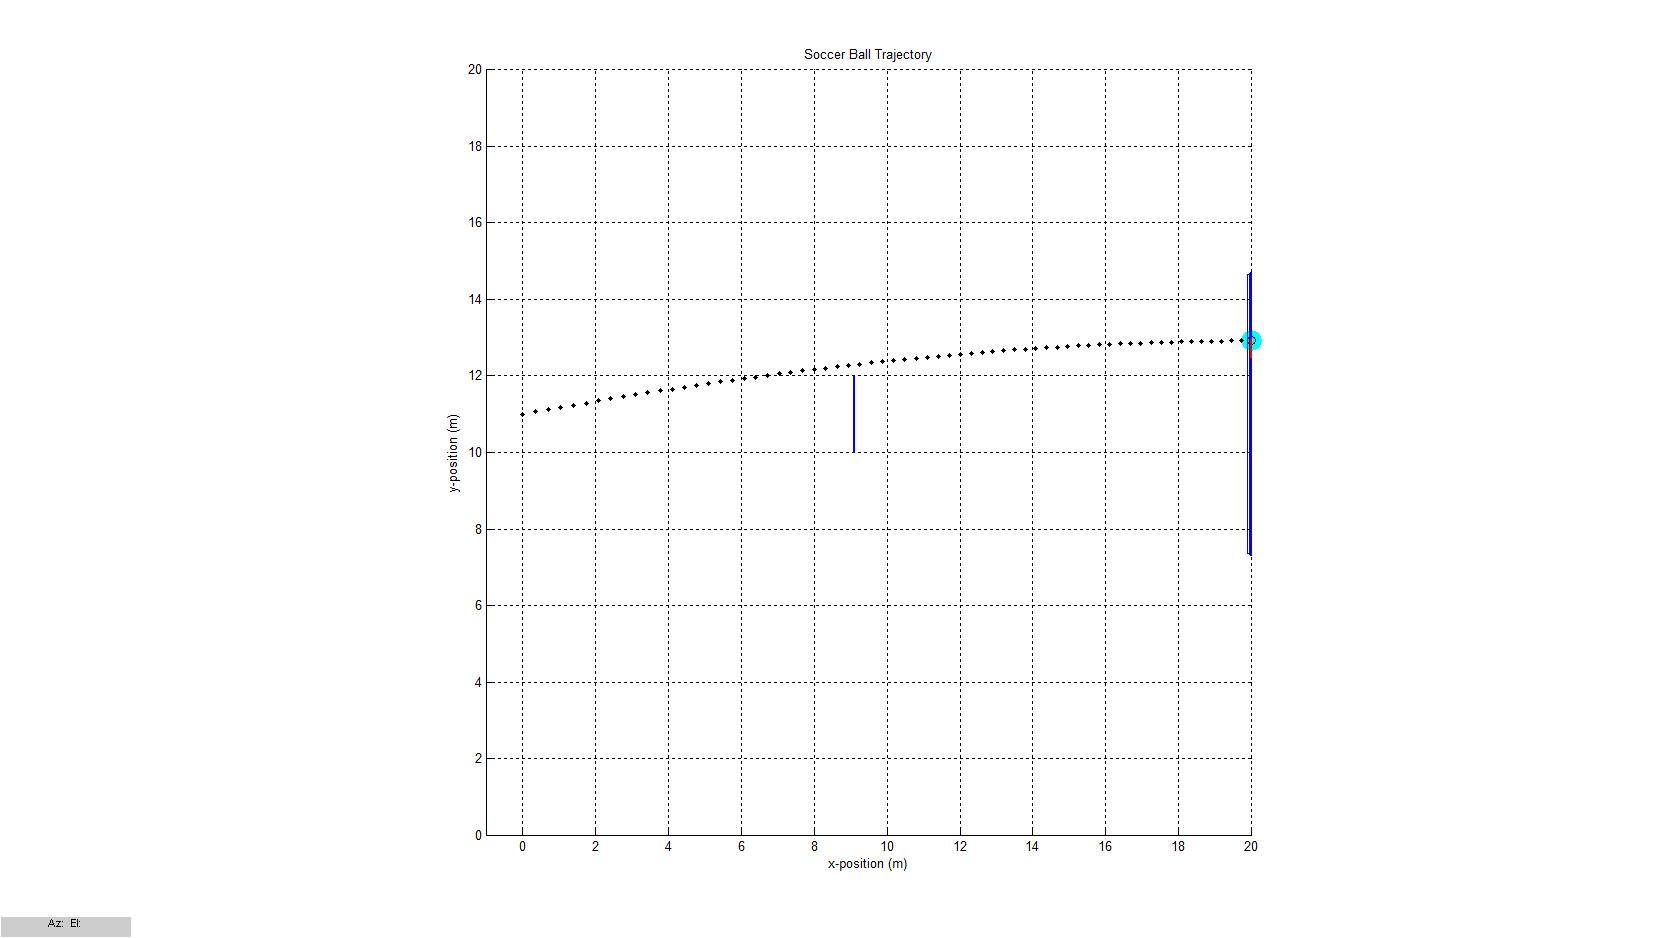 Soccer Ball Trajectory
20
18
16
14
12
10
8
6
4
2
0
y-position (m)
0 2 4 6 8 10 12 14 16 18 20
x-position (m)
Az: El: